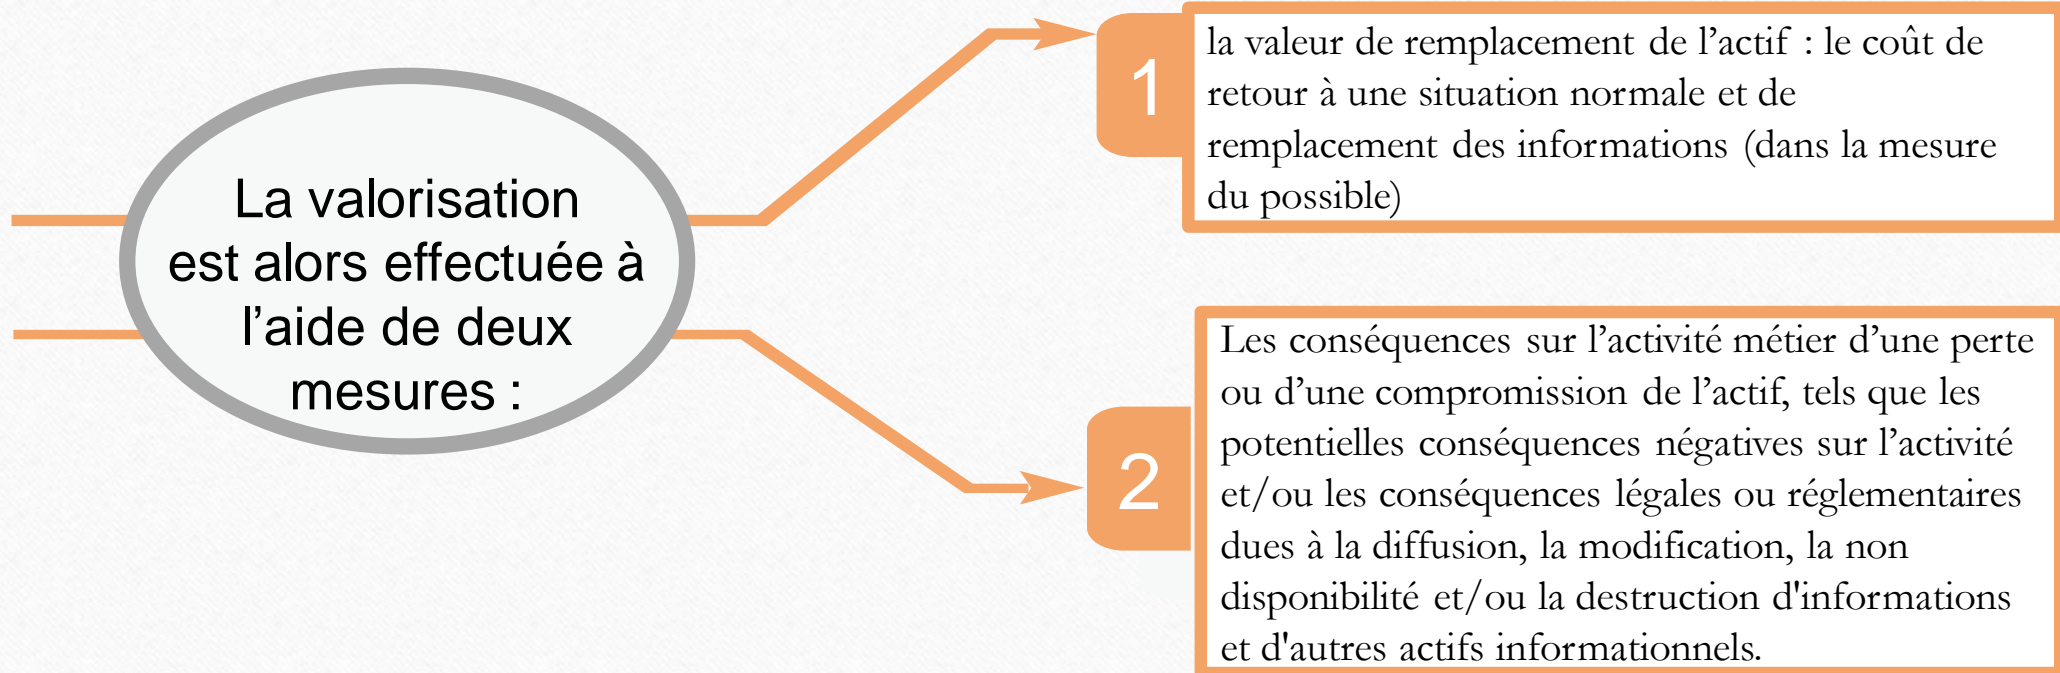 La valorisation
est alors effectuée à
l’aide de deux
mesures :
1
la valeur de remplacement de l’actif : le coût de
retour à une situation normale et de
remplacement des informations (dans la mesure
du possible)
2
Les conséquences sur l’activité métier d’une perte
ou d’une compromission de l’actif, tels que les
potentielles conséquences négatives sur l’activité
et/ou les conséquences légales ou réglementaires
dues à la diffusion, la modification, la non
disponibilité et/ou la destruction d'informations
et d'autres actifs informationnels.